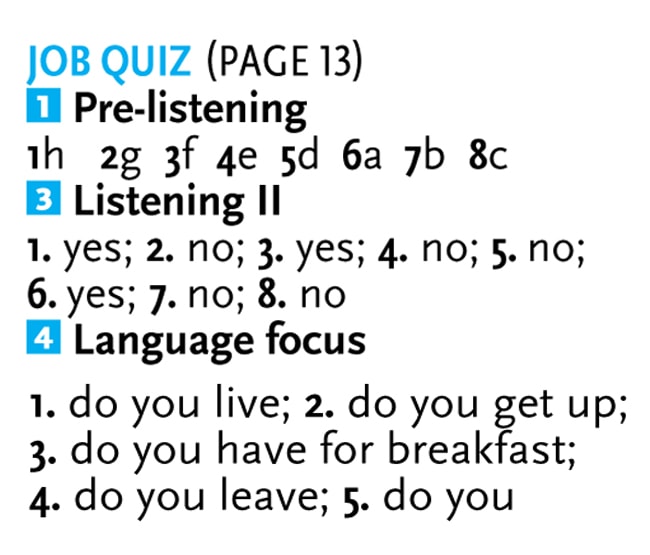 JOB QUIZ (PAGE 13)
1 Pre-listening
1h 2g 3f 4e 5d 6a 7b 8c
3 Listening II
1. yes; 2. no; 3. yes; 4. no; 5. no;
6. yes; 7. no; 8. no
4 Language focus
1. do you live; 2. do you get up;
3. do you have for breakfast;
4. do you leave; 5. do you